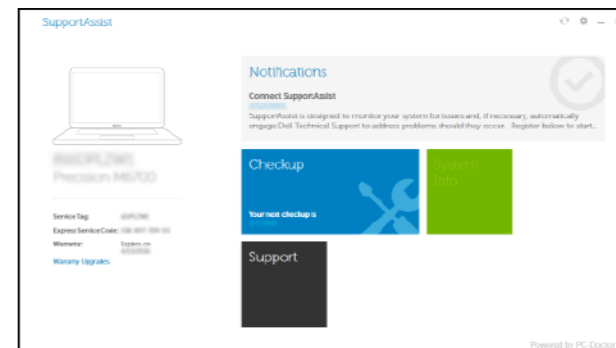 SupportAssist
Notifications
Connect SupportAssist
SupportAssist is designed to monitor your system for issues and, if necessary, automatically
engage Dell Technical Support to address problems should they occur. Register below to start...
Precision M6700
Checkup
System
Info
Your next checkup is
Service Tag:
Express Service Code:
Warranty: Expires on
Warranty Upgrades
Support
Powered by PC-Doctor